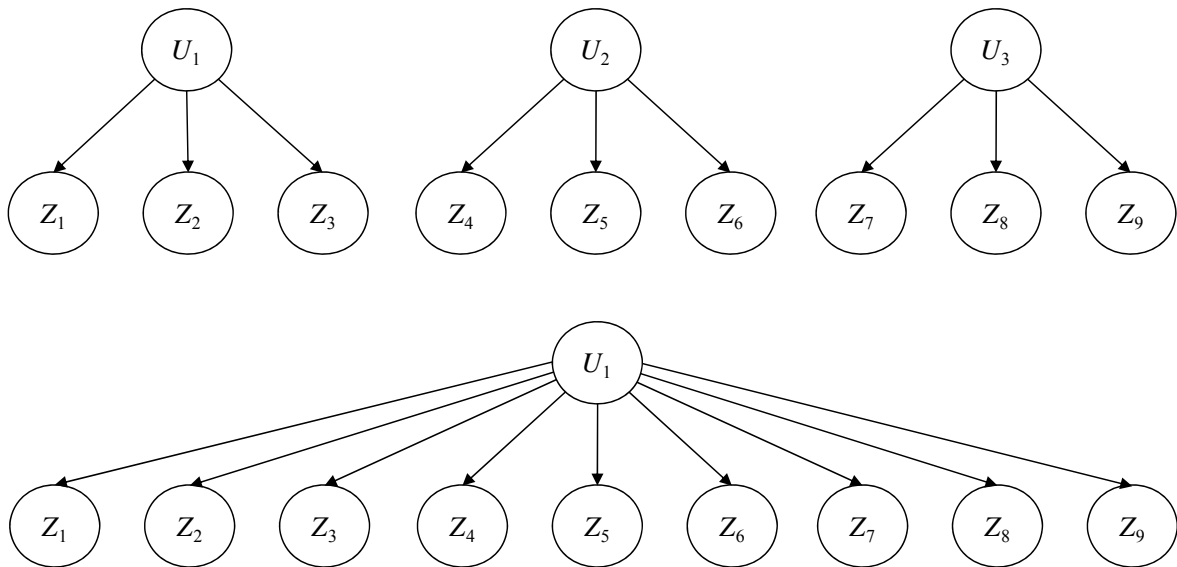 U₁ U₂ U₃
Z₁ Z₂ Z₃ Z₄ Z₅ Z₆ Z₇ Z₈ Z₉
U₁
Z₁ Z₂ Z₃ Z₄ Z₅ Z₆ Z₇ Z₈ Z₉